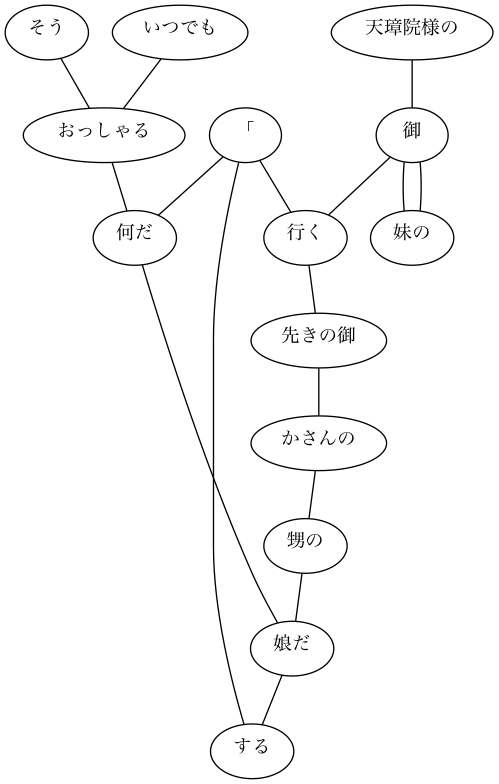 そう
いつでも
天璋院様の
おっしゃる
「
御
何だ
行く
妹の
先きの御
かさんの
甥の
娘だ
する